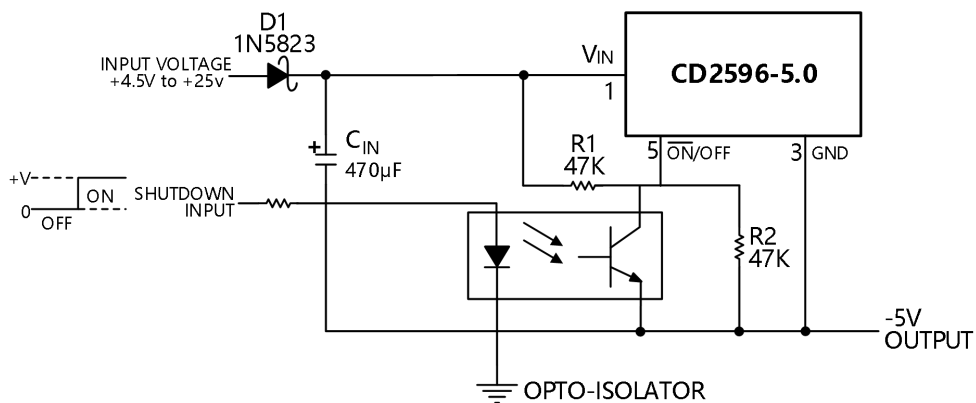 D1
1N5823
INPUT VOLTAGE
+4.5V to +25v
VIN
1
CD2596-5.0
CIN
470µF
R1
47K
5
ON/OFF
3
GND
+V
ON
0
OFF
SHUTDOWN
INPUT
R2
47K
-5V
OUTPUT
OPTO-ISOLATOR